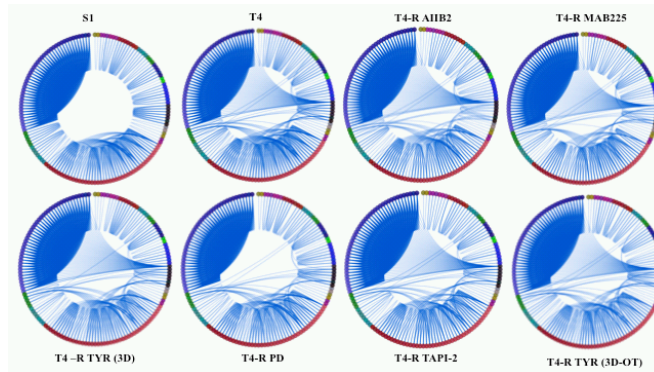 S1
T4
T4-R AIIB2
T4-R MAB225
T4 –R TYR (3D)
T4-R PD
T4-R TAPI-2
T4-R TYR (3D-OT)